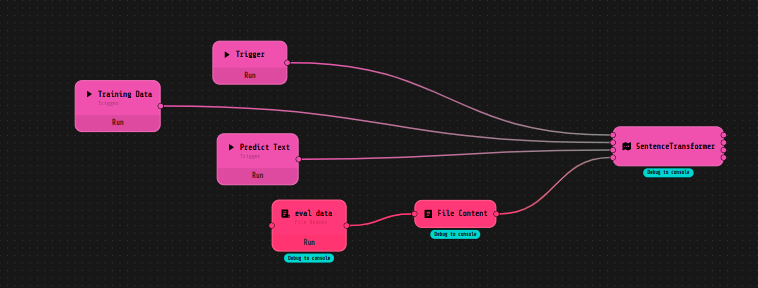 Trigger
Run
Training Data
Trigger
Run
Predict Text
Trigger
Run
SentenceTransformer
Debug to console
eval data
Run
Debug to console
File Content
Debug to console